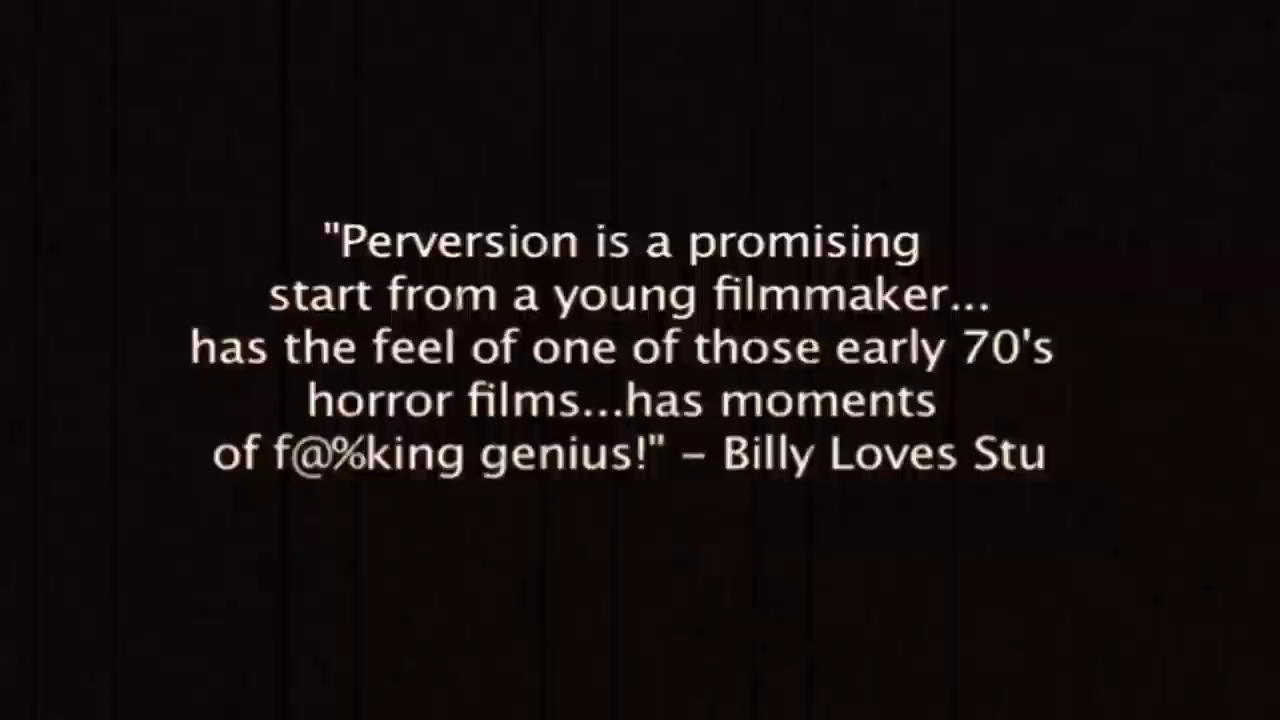 "Perversion is a promising
start from a young filmmaker...
has the feel of one of those early 70's
horror films...has moments
of f@%king genius!" – Billy Loves Stu